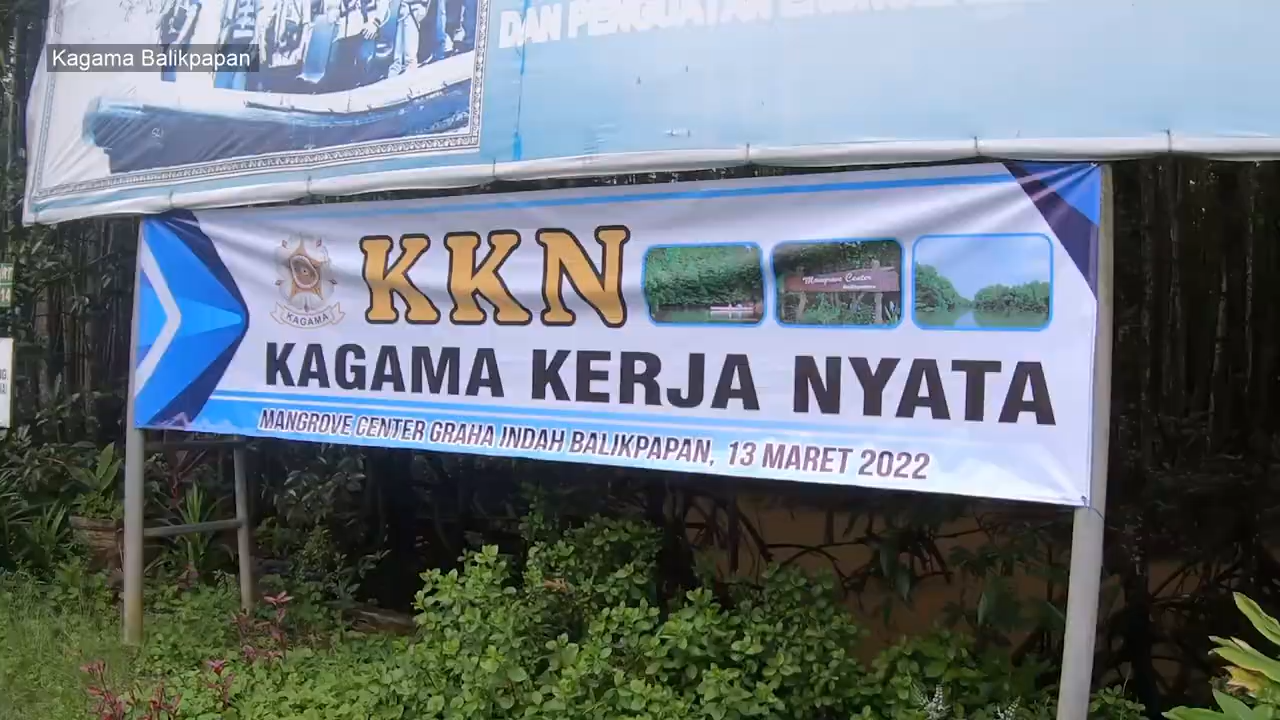 Kagama Balikpapan
DAN PENGUATAN
KAGAMA
KKN
Mangrove Center
KAGAMA KERJA NYATA
MANGROVE CENTER GRAHA INDAH BALIKPAPAN, 13 MARET 2022